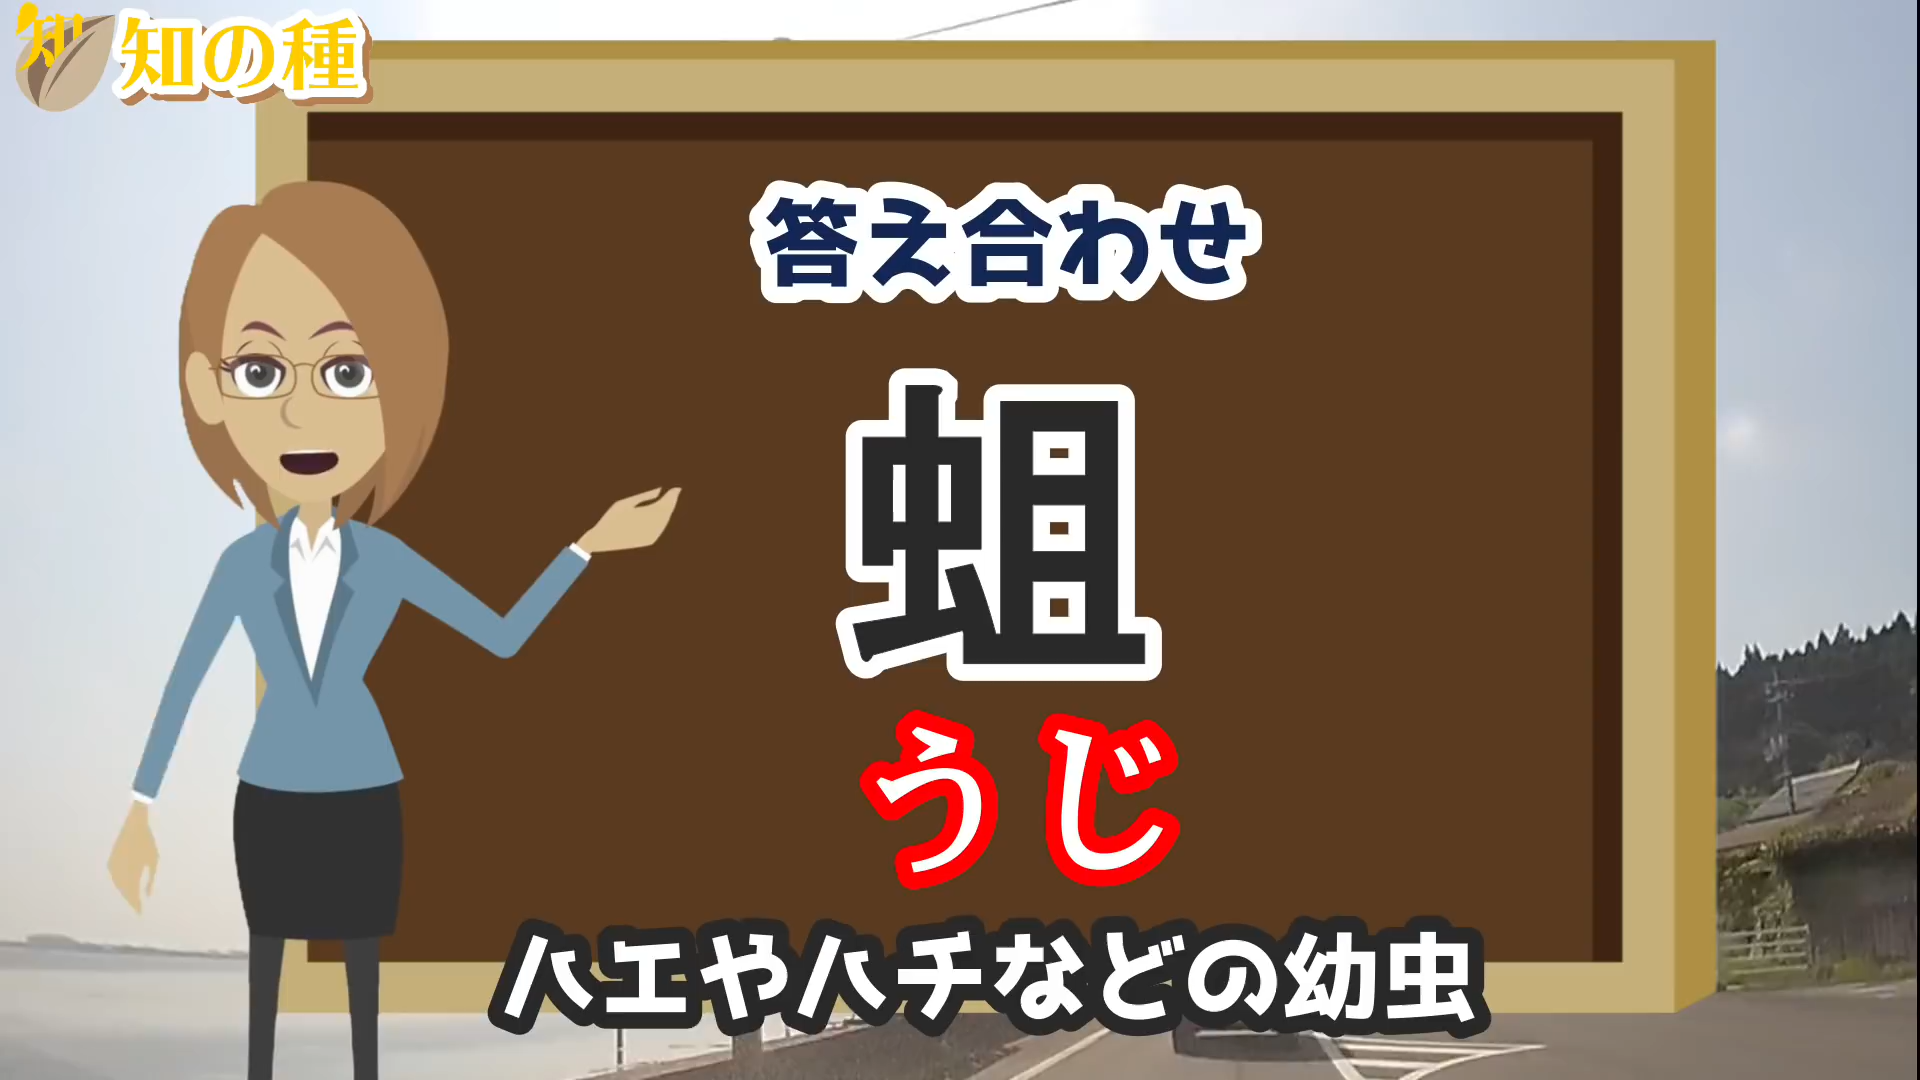 知の種
答え合わせ
蛆
うじ
ハエやハチなどの幼虫